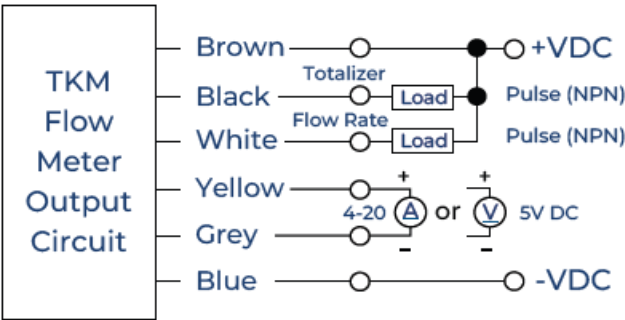 TKM
Flow
Meter
Output
Circuit
Brown +VDC
Totalizer
Black Load Pulse (NPN)
Flow Rate
White Load Pulse (NPN)
Yellow + +
4-20 A or V 5V DC
Grey - -
Blue -VDC